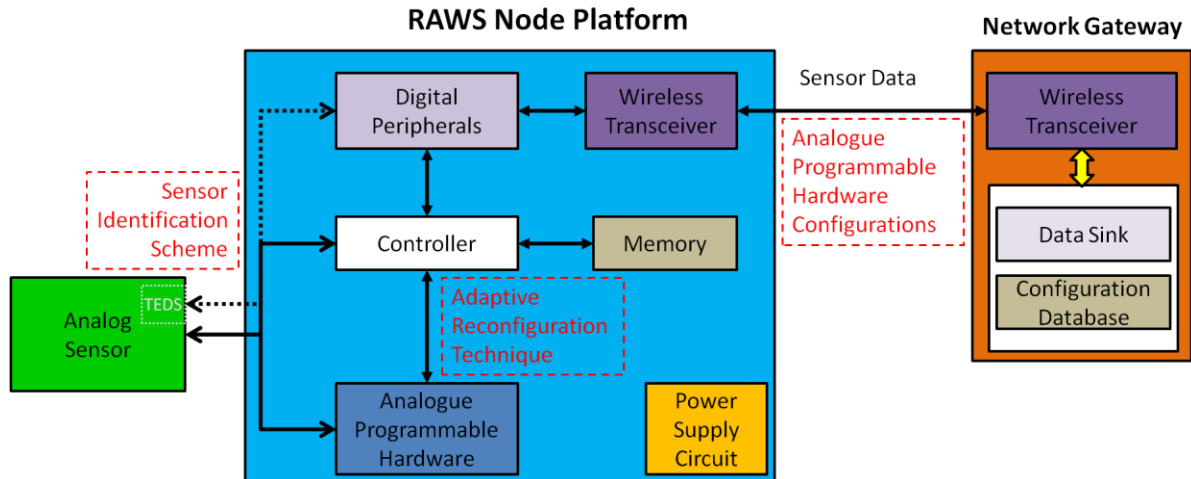 RAWS Node Platform
Network Gateway
Digital
Peripherals
Wireless
Transceiver
Sensor Data
Wireless
Transceiver
Analogue
Programmable
Hardware
Configurations
Sensor
Identification
Scheme
Controller
Memory
Data Sink
TEDS
Analog
Sensor
Adaptive
Reconfigution
Technique
Configuration
Database
Analogue
Programmable
Hardware
Power
Supply
Circuit